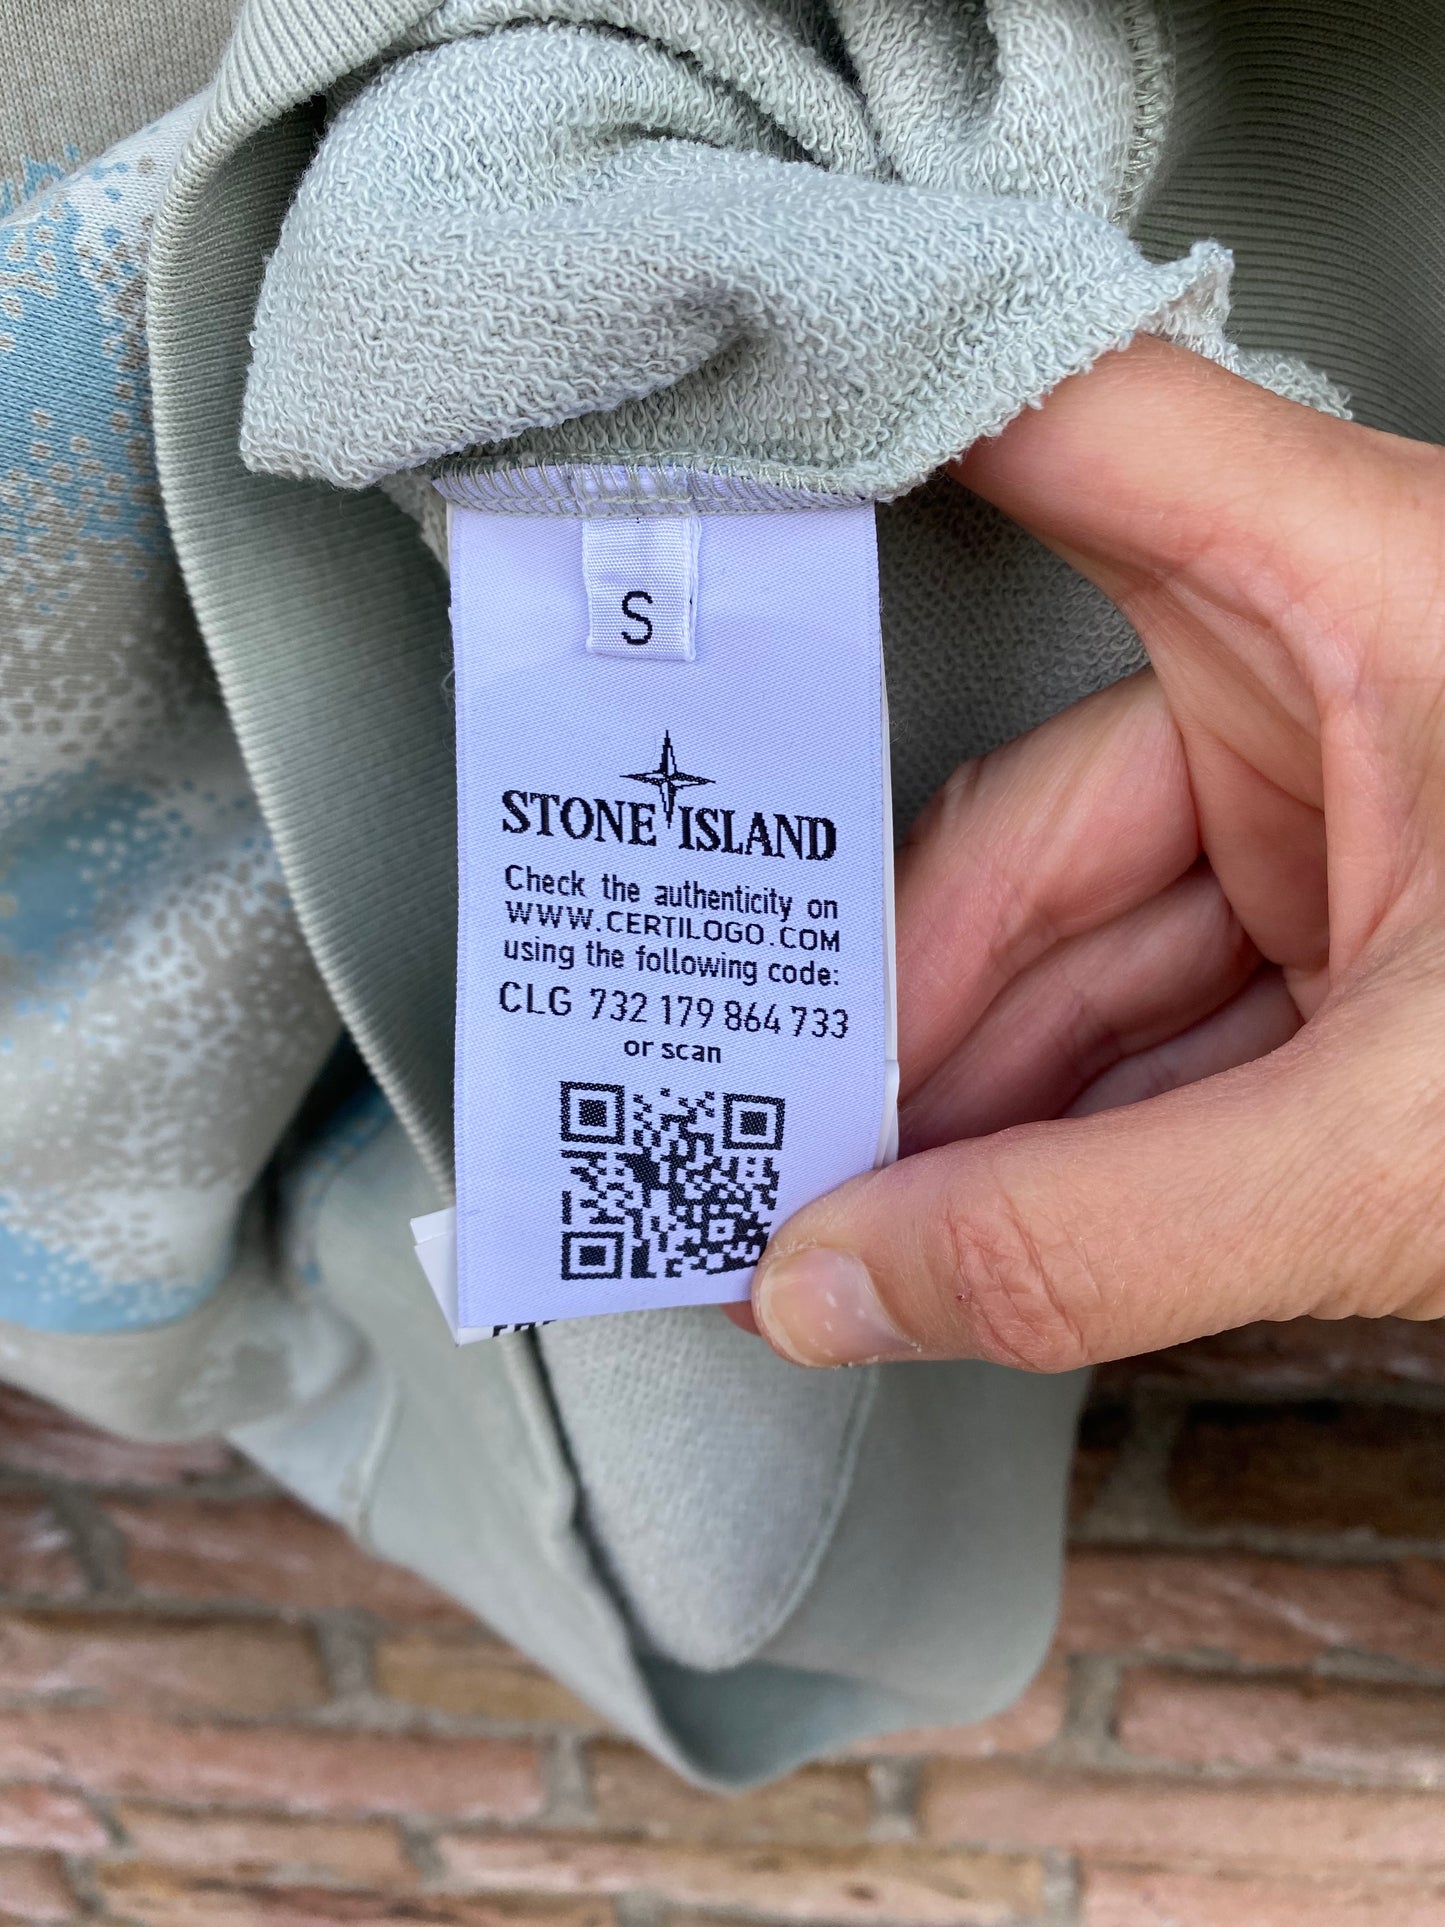 S
STONE ISLAND
Check the authenticity on
WWW.CERTILOGO.COM
using the following code:
CLG 732 179 864 733
or scan